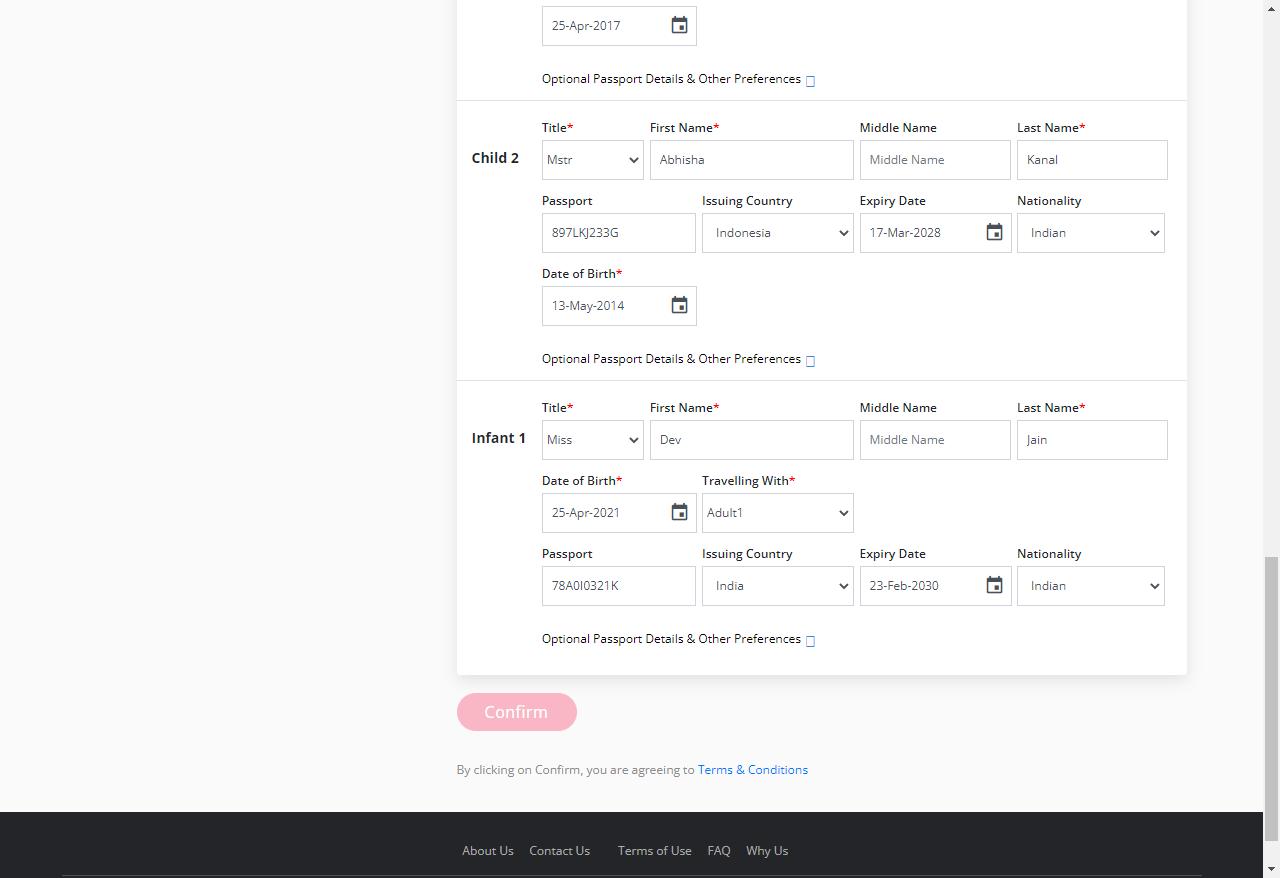 25-Apr-2017
Optional Passport Details & Other Preferences
Title* First Name* Middle Name Last Name*
Child 2 Mstr Abhisha Middle Name Kanal
Passport Issuing Country Expiry Date Nationality
897LKJ233G Indonesia 17-Mar-2028 Indian
Date of Birth*
13-May-2014
Optional Passport Details & Other Preferences
Title* First Name* Middle Name Last Name*
Infant 1 Miss Dev Middle Name Jain
Date of Birth* Travelling With*
25-Apr-2021 Adult1
Passport Issuing Country Expiry Date Nationality
78A0I0321K India 23-Feb-2030 Indian
Optional Passport Details & Other Preferences
Confirm
By clicking on Confirm, you are agreeing to Terms & Conditions
About Us Contact Us Terms of Use FAQ Why Us